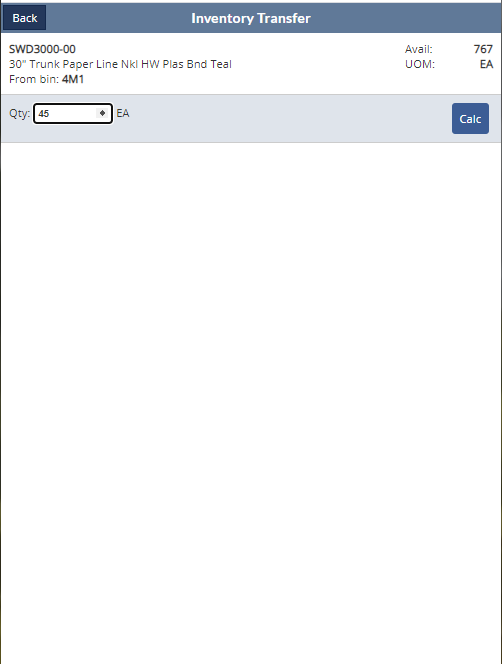 Back
Inventory Transfer
SWD3000-00
Avail: 767
30" Trunk Paper Line Nkl HW Plas Bnd Teal
UOM: EA
From bin: 4M1
Qty: 45 EA
Calc